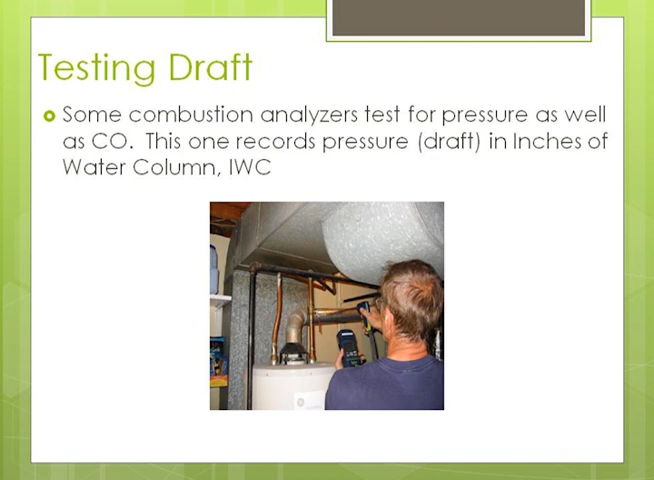 Testing Draft
Some combustion analyzers test for pressure as well
as CO. This one records pressure (draft) in Inches of
Water Column, IWC